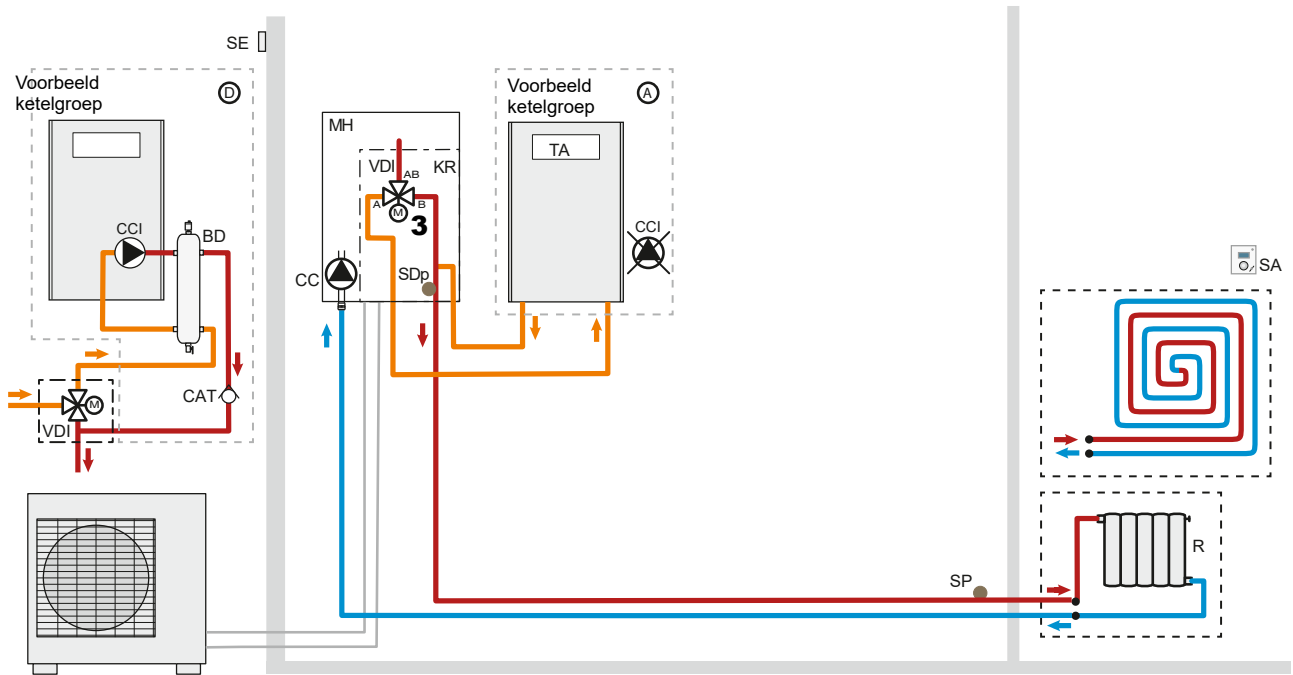 SE
Voorbeeld
ketelgroep
D
CCI
BD
CAT
M
VDI
MH
VDI
KR
AB
A
B
M
3
CC
SDp
Voorbeeld
ketelgroep
A
TA
CCI
SA
SP
R